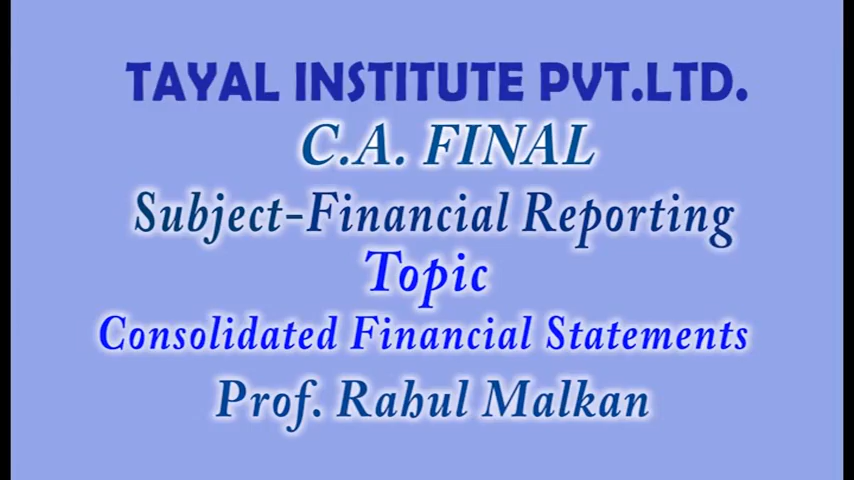 TAYAL INSTITUTE PVT.LTD.
C.A. FINAL
Subject-Financial Reporting
Topic
Consolidated Financial Statements
Prof. Rahul Malkan